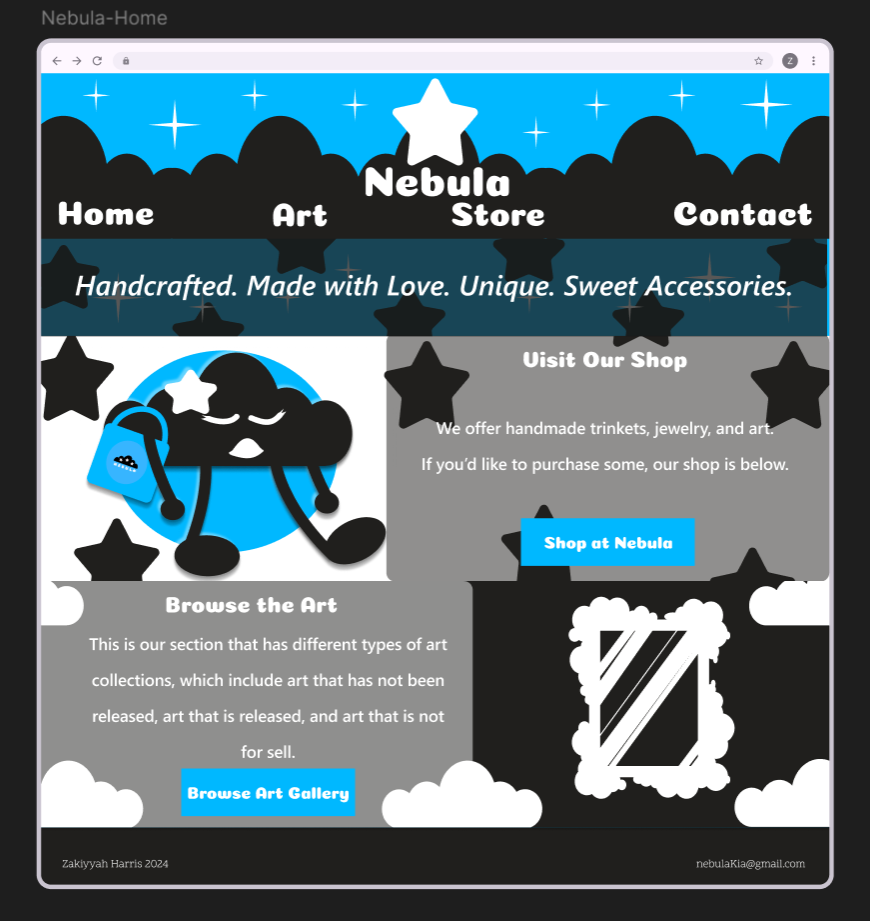 Nebula-Home
Z
Nebula
Home Art Store Contact
Handcrafted. Made with Love. Unique. Sweet Accessories.
Visit Our Shop
We offer handmade trinkets, jewelry, and art.
If you'd like to purchase some, our shop is below.
Shop at Nebula
NEBULA
Browse the Art
This is our section that has different types of art
collections, which include art that has not been
released, art that is released, and art that is not
for sell.
Browse Art Gallery
Zakiyyah Harris 2024
nebulaKia@gmail.com